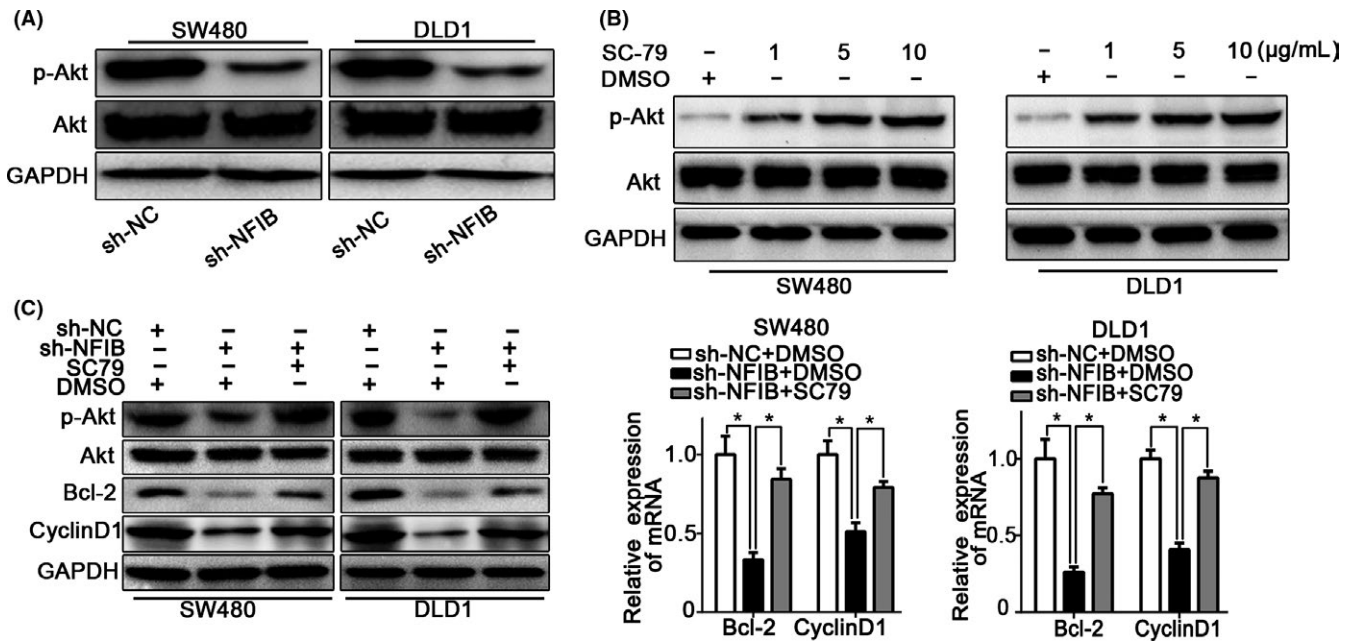 (A)
SW480 DLD1
p-Akt
Akt
GAPDH
sh-NC sh-NFIB sh-NC sh-NFIB
(B)
SC-79 – 1 5 10 – 1 5 10 (μg/mL)
DMSO + – – – + – – –
p-Akt
Akt
GAPDH
SW480 DLD1
(C)
sh-NC + – – + – –
sh-NFIB – + + – + +
SC79 – – + – – +
DMSO + + – + + –
p-Akt
Akt
Bcl-2
CyclinD1
GAPDH
SW480 DLD1
SW480
sh-NC+DMSO
sh-NFIB+DMSO
sh-NFIB+SC79
Relative expression
of mRNA
* * * *
1.0
0.5
0
Bcl-2 CyclinD1
DLD1
sh-NC+DMSO
sh-NFIB+DMSO
sh-NFIB+SC79
Relative expression
of mRNA
* * * *
1.0
0.5
0
Bcl-2 CyclinD1